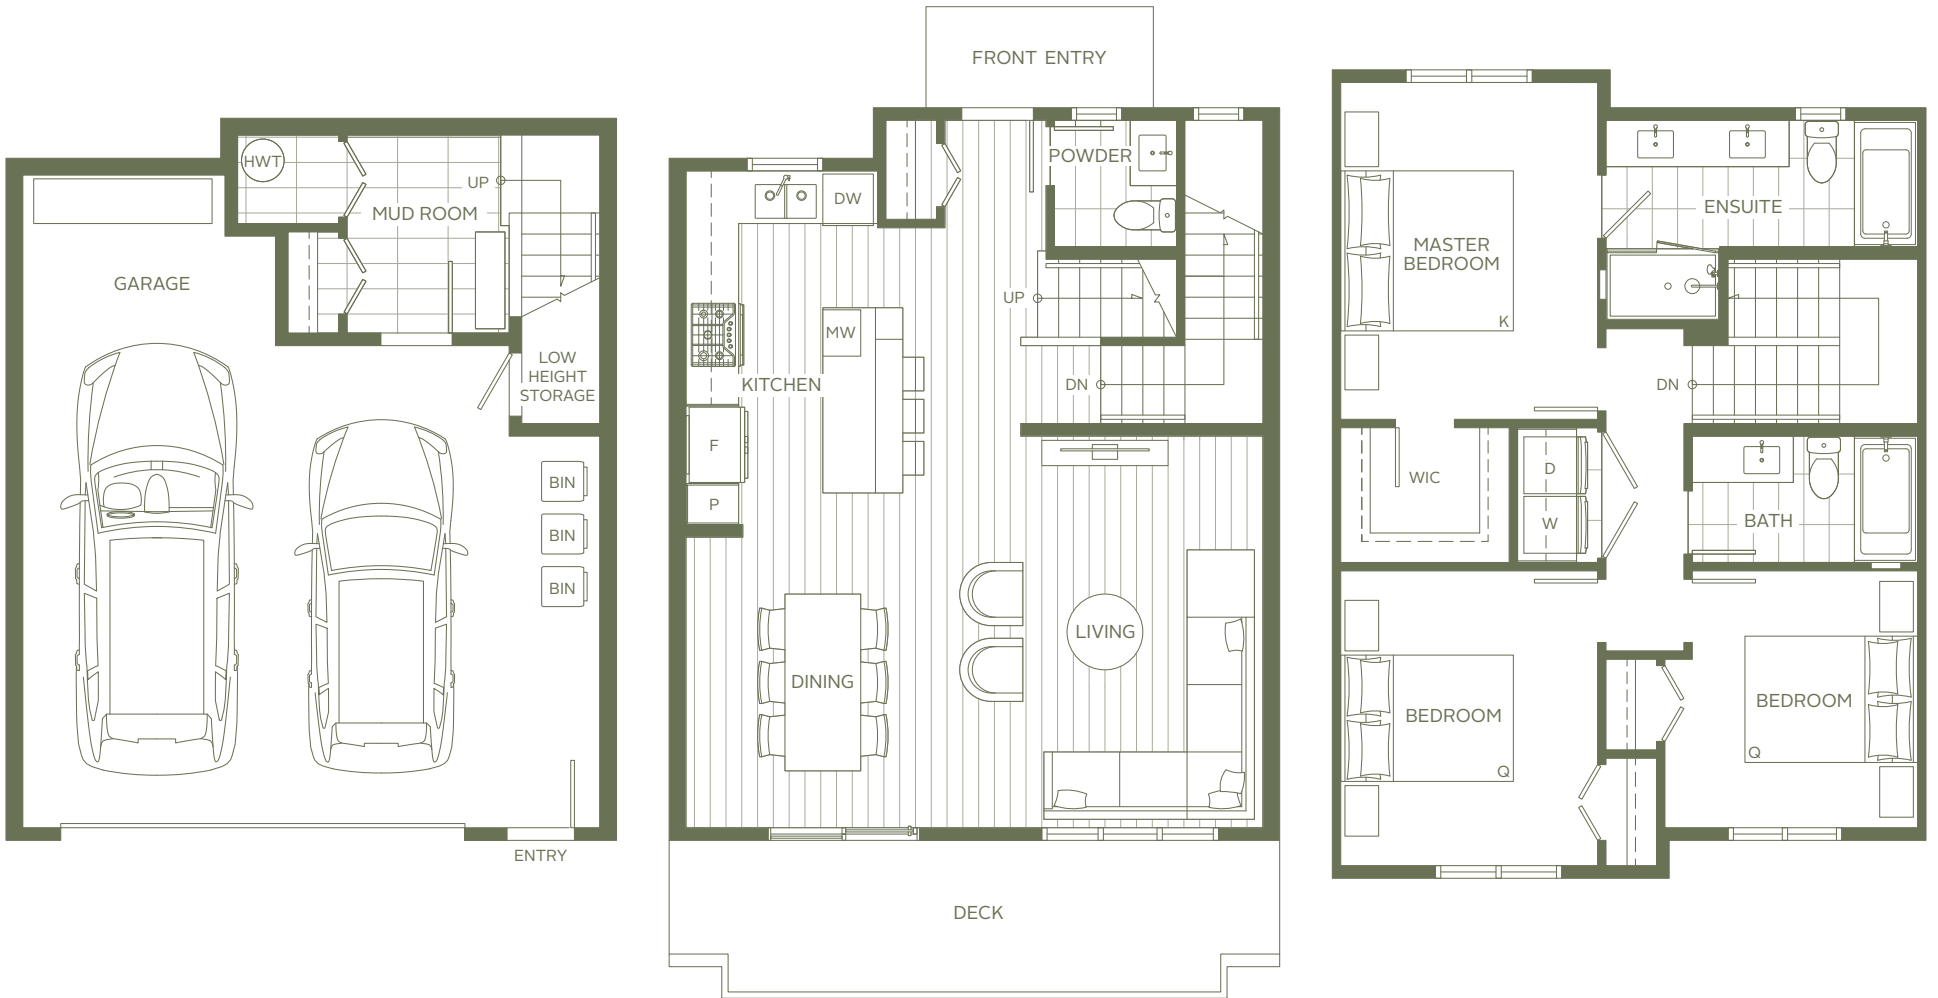 HWT
UP
MUD ROOM
GARAGE
LOW
HEIGHT
STORAGE
BIN
BIN
BIN
ENTRY
FRONT ENTRY
POWDER
DW
UP
MW
KITCHEN
DN
F
P
LIVING
DINING
DECK
ENSUITE
MASTER
BEDROOM
K
DN
WIC
D
W
BATH
BEDROOM
Q
BEDROOM
Q